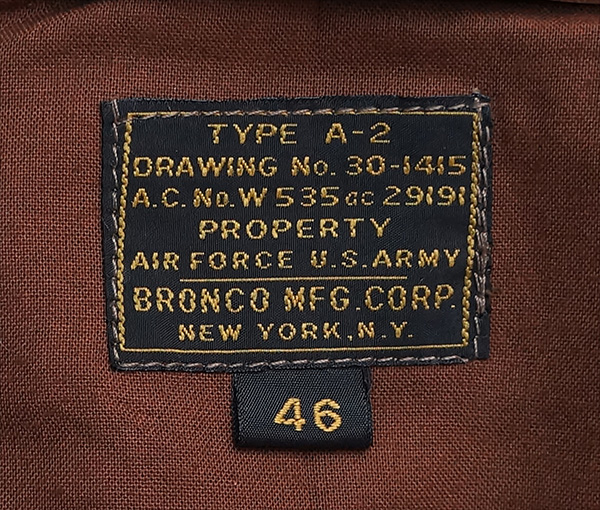 TYPE A-2
DRAWING No. 30-1415
A.C. No. W 535 ac 29191
PROPERTY
AIR FORCE U.S. ARMY
BRONCO MFG. CORP.
NEW YORK, N.Y.
46